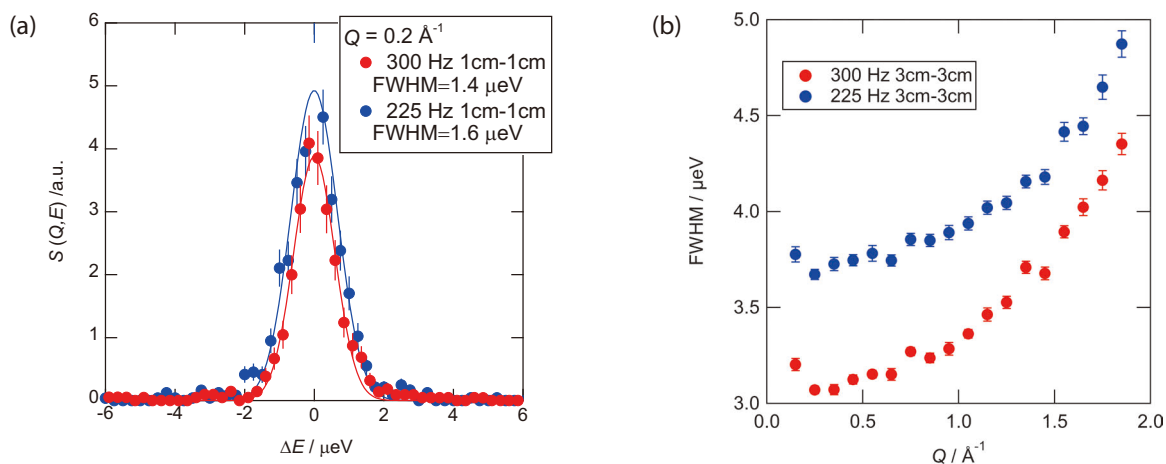 (a)
S (Q,E) /a.u.
6
5
4
3
2
1
0
-6
-4
-2
0
2
4
6
ΔE / μeV
Q = 0.2 Å⁻¹
300 Hz 1cm-1cm
FWHM=1.4 μeV
225 Hz 1cm-1cm
FWHM=1.6 μeV
(b)
FWHM / μeV
5.0
4.5
4.0
3.5
3.0
0.0
0.5
1.0
1.5
2.0
Q / Å⁻¹
300 Hz 3cm-3cm
225 Hz 3cm-3cm